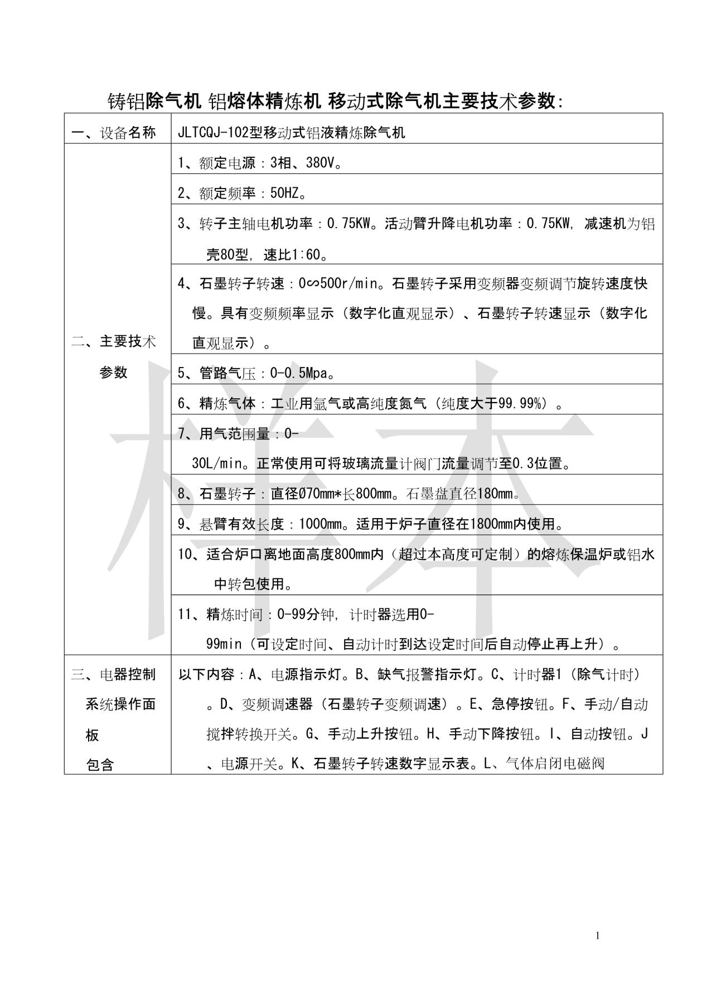 铸铝除气机 铝熔体精炼机 移动式除气机主要技术参数：
一、设备名称
JLTCQJ-102型移动式铝液精炼除气机
二、主要技术
参数
1、额定电源：3相、380V。
2、额定频率：50HZ。
3、转子主轴电机功率：0.75KW。活动臂升降电机功率：0.75KW，减速机为铝
壳80型，速比1:60。
4、石墨转子转速：0∽500r/min。石墨转子采用变频器变频调节旋转速度快
慢。具有变频频率显示（数字化直观显示）、石墨转子转速显示（数字化
直观显示）。
5、管路气压：0-0.5Mpa。
6、精炼气体：工业用氩气或高纯度氮气（纯度大于99.99%）。
7、用气范围量：0-
30L/min。正常使用可将玻璃流量计阀门流量调节至0.3位置。
8、石墨转子：直径Ø70mm*长800mm。石墨盘直径180mm。
9、悬臂有效长度：1000mm。适用于炉子直径在1800mm内使用。
10、适合炉口离地面高度800mm内（超过本高度可定制）的熔炼保温炉或铝水
中转包使用。
11、精炼时间：0-99分钟，计时器选用0-
99min（可设定时间、自动计时到达设定时间后自动停止再上升）。
三、电器控制
系统操作面
板
包含
以下内容：A、电源指示灯。B、缺气报警指示灯。C、计时器1（除气计时）
。D、变频调速器（石墨转子变频调速）。E、急停按钮。F、手动/自动
搅拌转换开关。G、手动上升按钮。H、手动下降按钮。I、自动按钮。J
、电源开关。K、石墨转子转速数字显示表。L、气体启闭电磁阀
样本
1